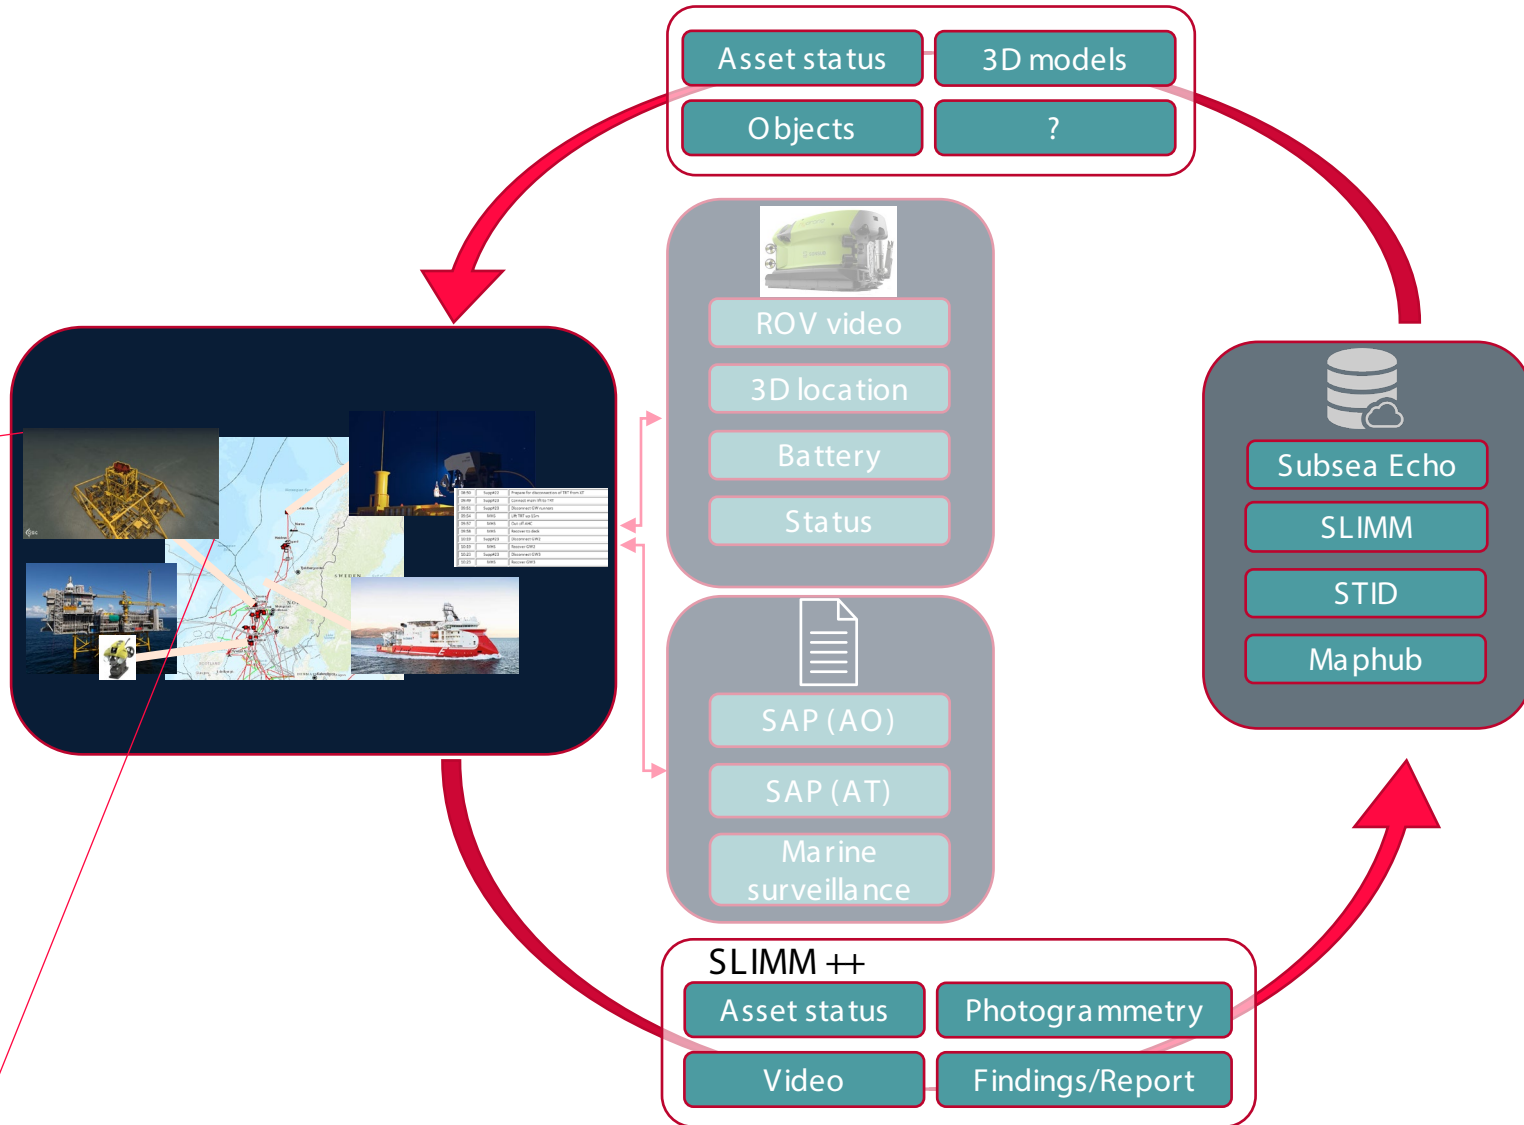 Asset status
3D models
Objects
?
ROV video
3D location
Battery
Status
SWEDEN
Subsea Echo
SLIMM
STID
Maphub
SAP (AO)
SAP (AT)
Marine
surveillance
SLIMM ++
Asset status
Photogrammetry
Video
Findings/Report